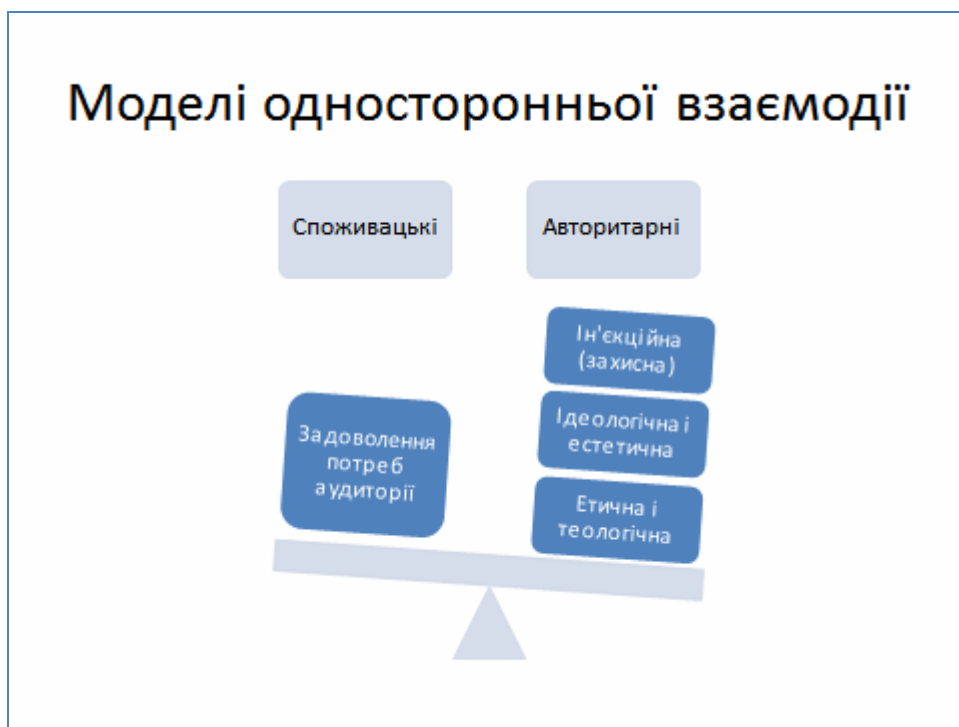 Моделі односторонньої взаємодії
Споживацькі
Авторитарні
Задоволення
потреб
аудиторії
Ін'єкційна
(захисна)
Ідеологічна і
естетична
Етична і
теологічна